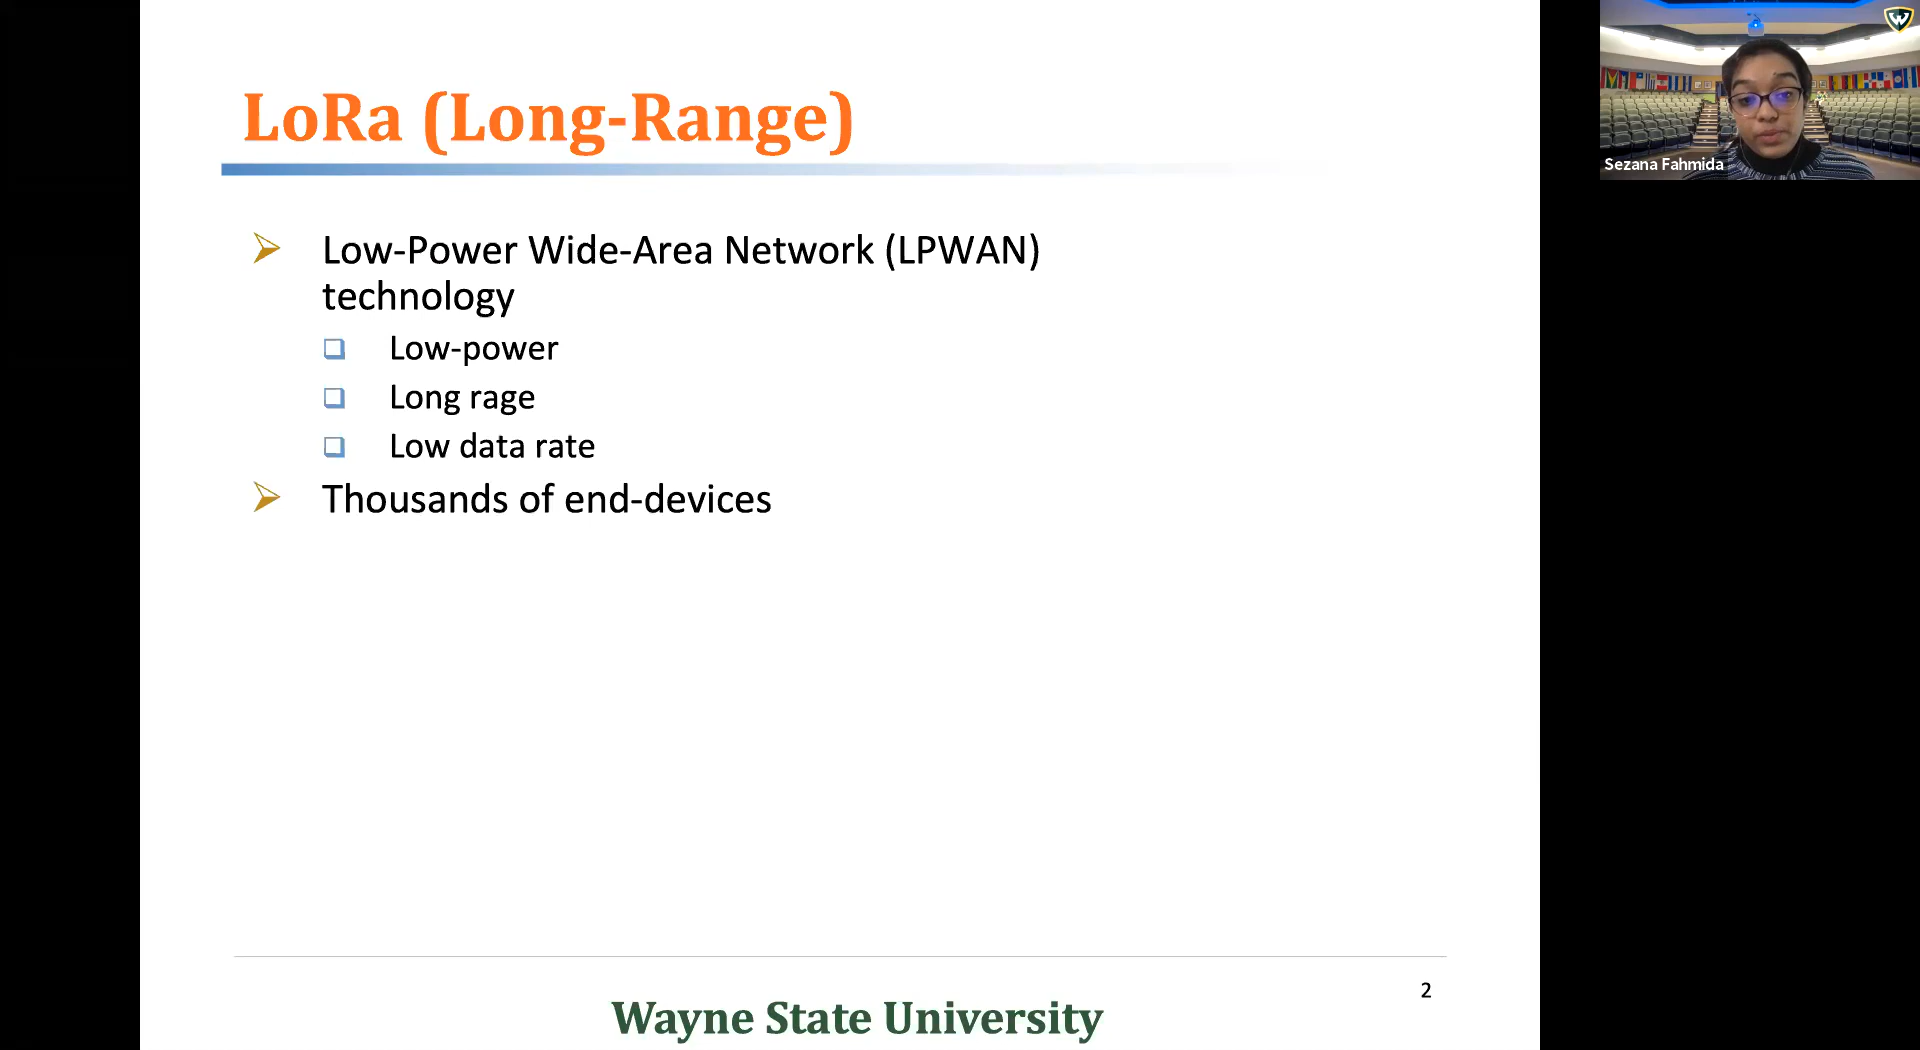 LoRa (Long-Range)
Low-Power Wide-Area Network (LPWAN)
technology
Low-power
Long rage
Low data rate
Thousands of end-devices
2
Wayne State University
Sezana Fahmida
W